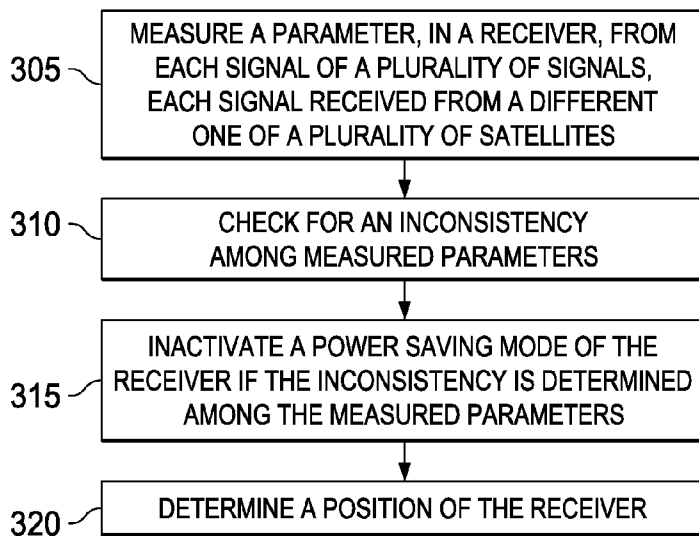 305
MEASURE A PARAMETER, IN A RECEIVER, FROM
EACH SIGNAL OF A PLURALITY OF SIGNALS,
EACH SIGNAL RECEIVED FROM A DIFFERENT
ONE OF A PLURALITY OF SATELLITES
310
CHECK FOR AN INCONSISTENCY
AMONG MEASURED PARAMETERS
315
INACTIVATE A POWER SAVING MODE OF THE
RECEIVER IF THE INCONSISTENCY IS DETERMINED
AMONG THE MEASURED PARAMETERS
320
DETERMINE A POSITION OF THE RECEIVER